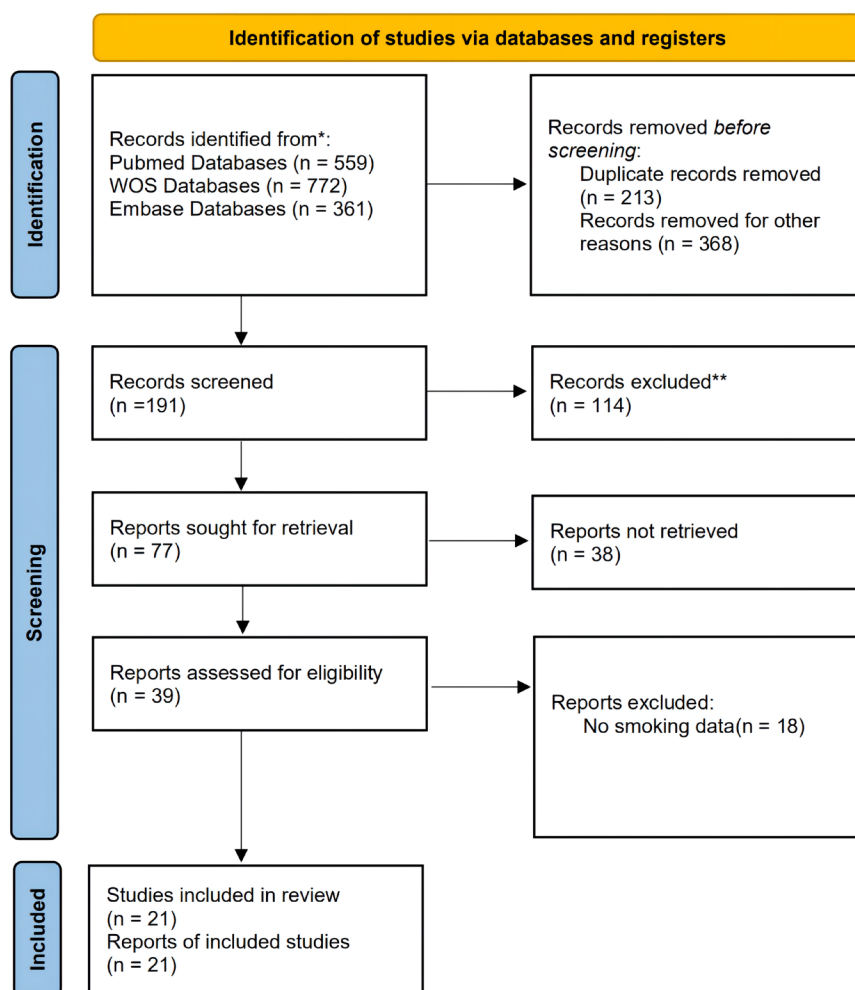 Identification of studies via databases and registers
Identification
Records identified from*:
Pubmed Databases (n = 559)
WOS Databases (n = 772)
Embase Databases (n = 361)
Records removed before
screening:
Duplicate records removed
(n = 213)
Records removed for other
reasons (n = 368)
Screening
Records screened
(n =191)
Records excluded**
(n = 114)
Reports sought for retrieval
(n = 77)
Reports not retrieved
(n = 38)
Reports assessed for eligibility
(n = 39)
Reports excluded:
No smoking data(n = 18)
Included
Studies included in review
(n = 21)
Reports of included studies
(n = 21)